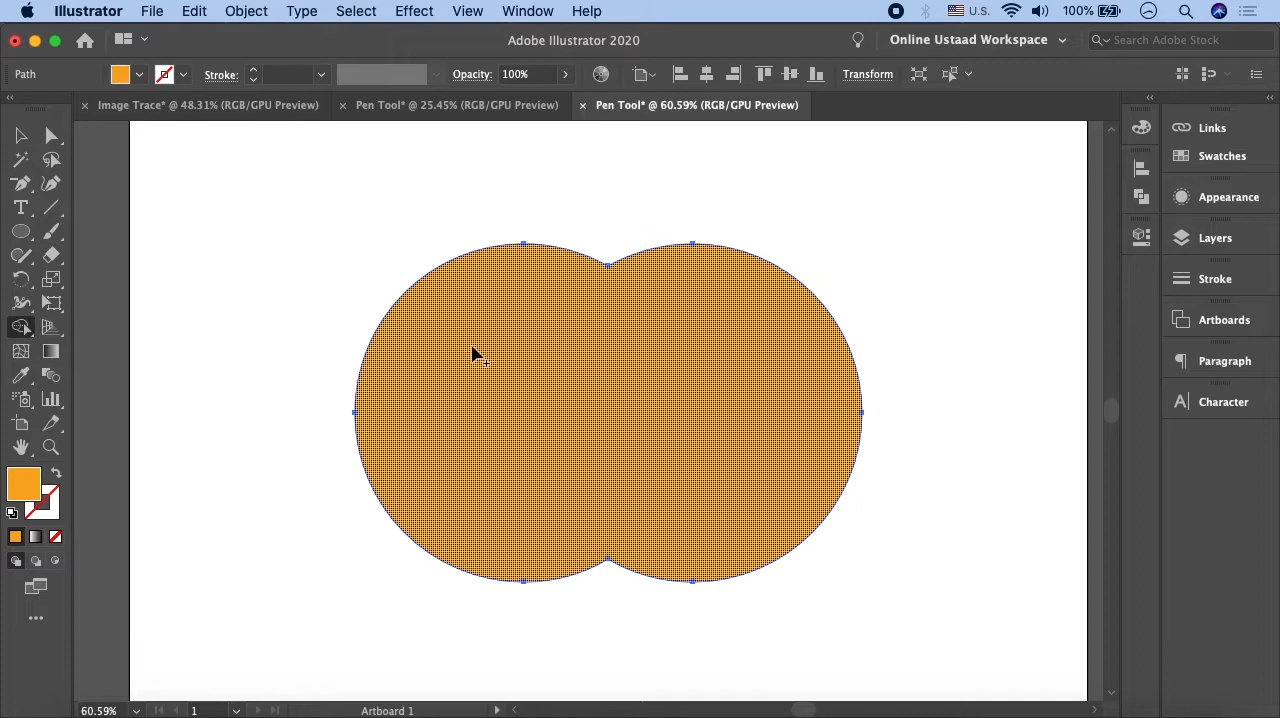 Illustrator File Edit Object Type Select Effect View Window Help U.S. 100%
Adobe Illustrator 2020 Online Ustaad Workspace Search Adobe Stock
Path Stroke: Opacity: 100% Transform
Image Trace* @ 48.31% (RGB/GPU Preview) Pen Tool* @ 25.45% (RGB/GPU Preview) Pen Tool* @ 60.59% (RGB/GPU Preview)
Links
Swatches
Appearance
Layers
Stroke
Artboards
Paragraph
Character
60.59% 1 Artboard 1